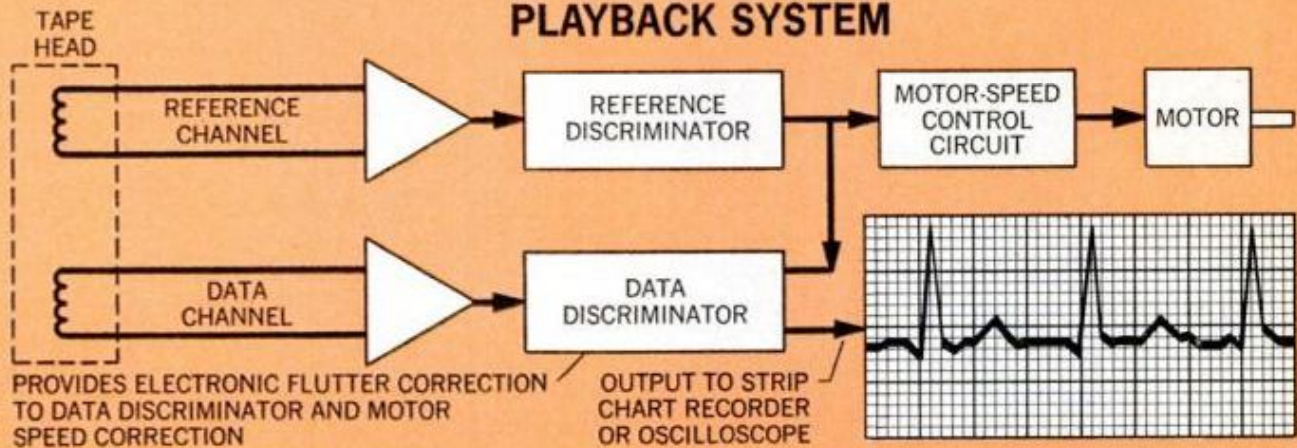 PLAYBACK SYSTEM
TAPE
HEAD
REFERENCE
CHANNEL
REFERENCE
DISCRIMINATOR
MOTOR-SPEED
CONTROL
CIRCUIT
MOTOR
DATA
CHANNEL
DATA
DISCRIMINATOR
PROVIDES ELECTRONIC FLUTTER CORRECTION
TO DATA DISCRIMINATOR AND MOTOR
SPEED CORRECTION
OUTPUT TO STRIP
CHART RECORDER
OR OSCILLOSCOPE